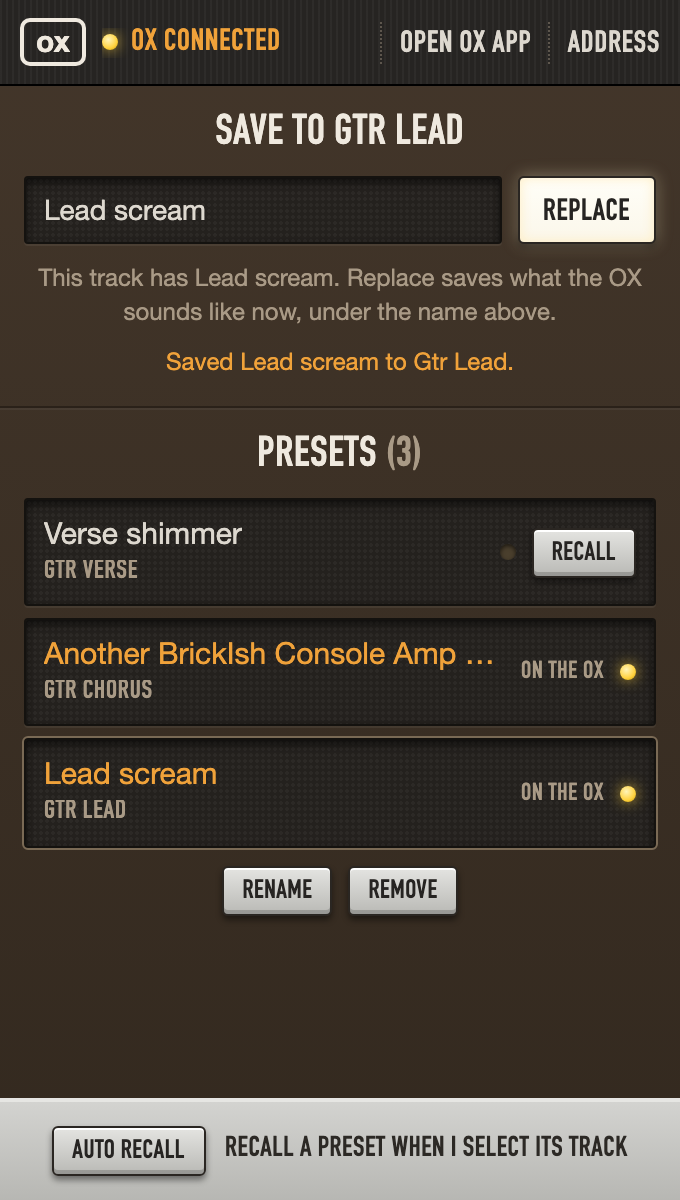 OX
OX CONNECTED
OPEN OX APP
ADDRESS
SAVE TO GTR LEAD
Lead scream
REPLACE
This track has Lead scream. Replace saves what the OX
sounds like now, under the name above.
Saved Lead scream to Gtr Lead.
PRESETS (3)
Verse shimmer
GTR VERSE
RECALL
Another BrickIsh Console Amp …
GTR CHORUS
ON THE OX
Lead scream
GTR LEAD
ON THE OX
RENAME
REMOVE
AUTO RECALL
RECALL A PRESET WHEN I SELECT ITS TRACK